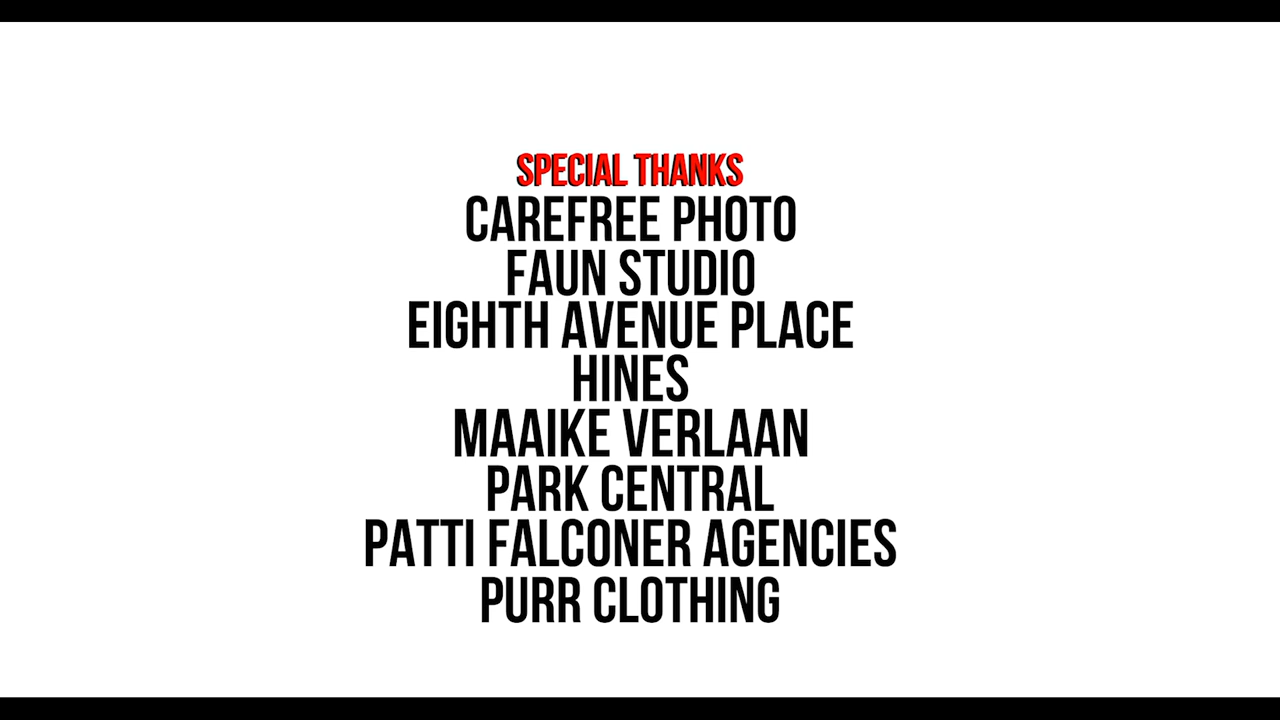 SPECIAL THANKS
CAREFREE PHOTO
FAUN STUDIO
EIGHTH AVENUE PLACE
HINES
MAAIKE VERLAAN
PARK CENTRAL
PATTI FALCONER AGENCIES
PURR CLOTHING